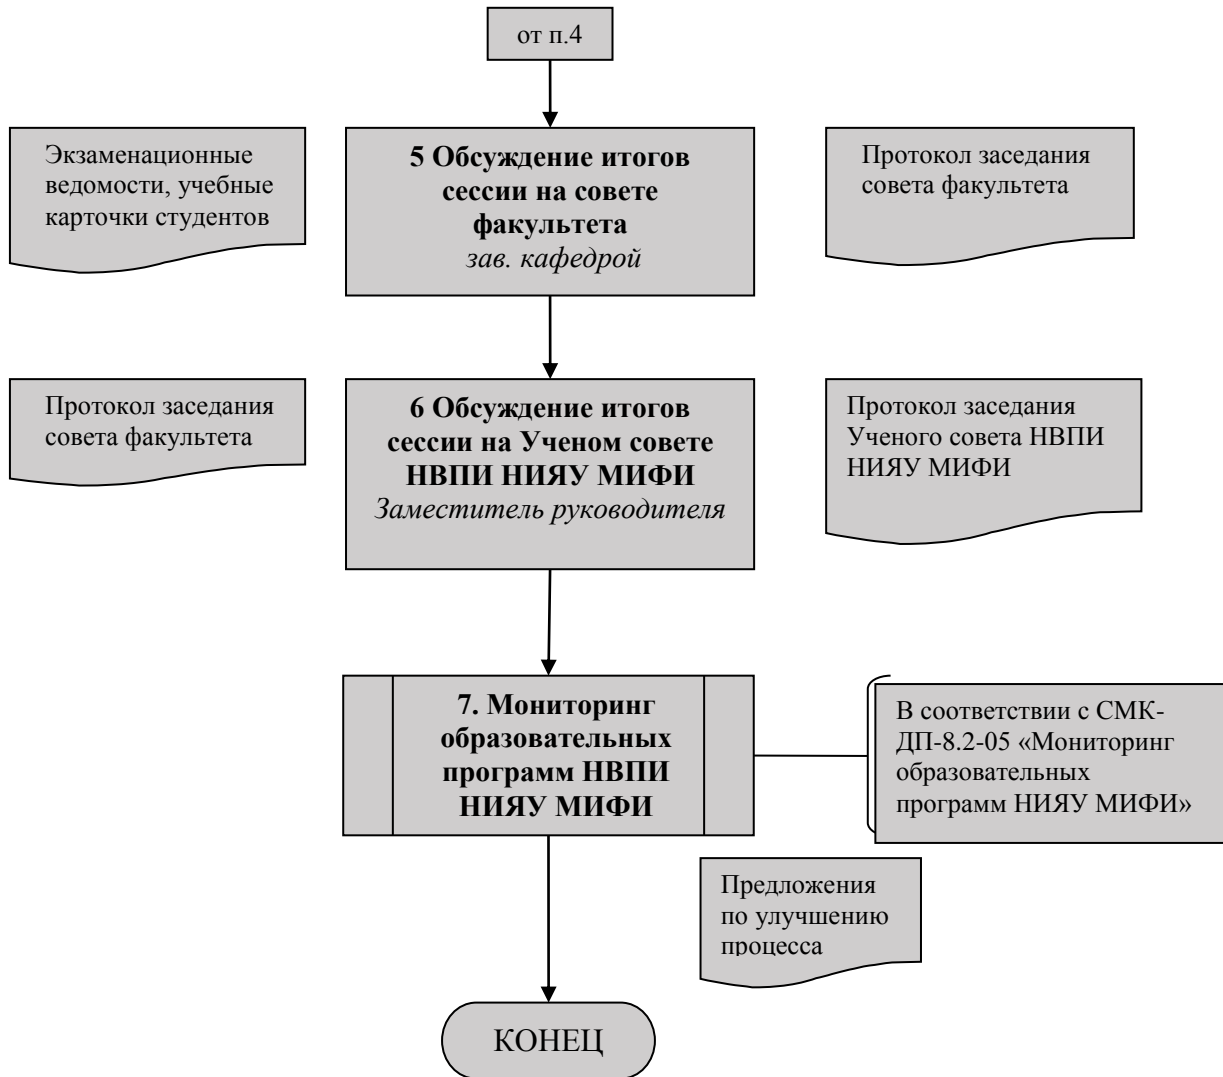 от п.4
Экзаменационные
ведомости, учебные
карточки студентов
5 Обсуждение итогов
сессии на совете
факультета
зав. кафедрой
Протокол заседания
совета факультета
Протокол заседания
совета факультета
6 Обсуждение итогов
сессии на Ученом совете
НВПИ НИЯУ МИФИ
Заместитель руководителя
Протокол заседания
Ученого совета НВПИ
НИЯУ МИФИ
7. Мониторинг
образовательных
программ НВПИ
НИЯУ МИФИ
В соответствии с СМК-
ДП-8.2-05 «Мониторинг
образовательных
программ НИЯУ МИФИ»
Предложения
по улучшению
процесса
КОНЕЦ